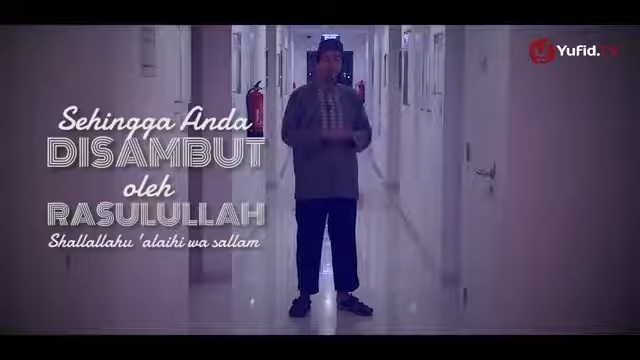 Yufid.TV
Sehingga Anda
DISAMBUT
oleh
RASULULLAH
Shallallahu 'alaihi wa sallam